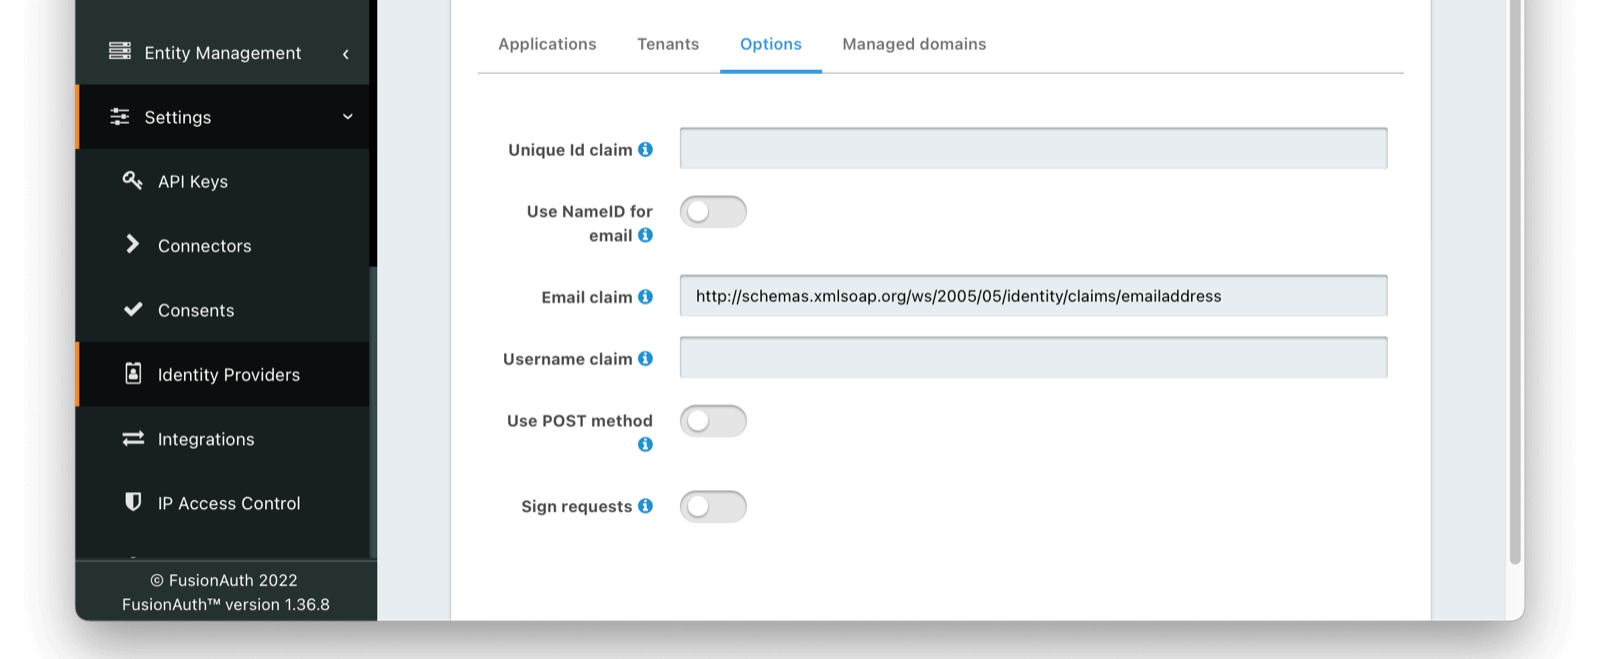 Entity Management
Settings
API Keys
Connectors
Consents
Identity Providers
Integrations
IP Access Control
© FusionAuth 2022
FusionAuth™ version 1.36.8
Applications
Tenants
Options
Managed domains
Unique Id claim
Use NameID for
email
Email claim
http://schemas.xmlsoap.org/ws/2005/05/identity/claims/emailaddress
Username claim
Use POST method
Sign requests